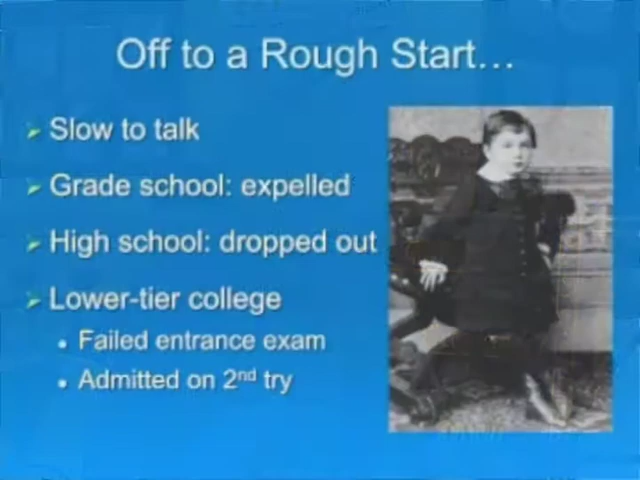 Off to a Rough Start…
Slow to talk
Grade school: expelled
High school: dropped out
Lower-tier college
Failed entrance exam
Admitted on 2nd try